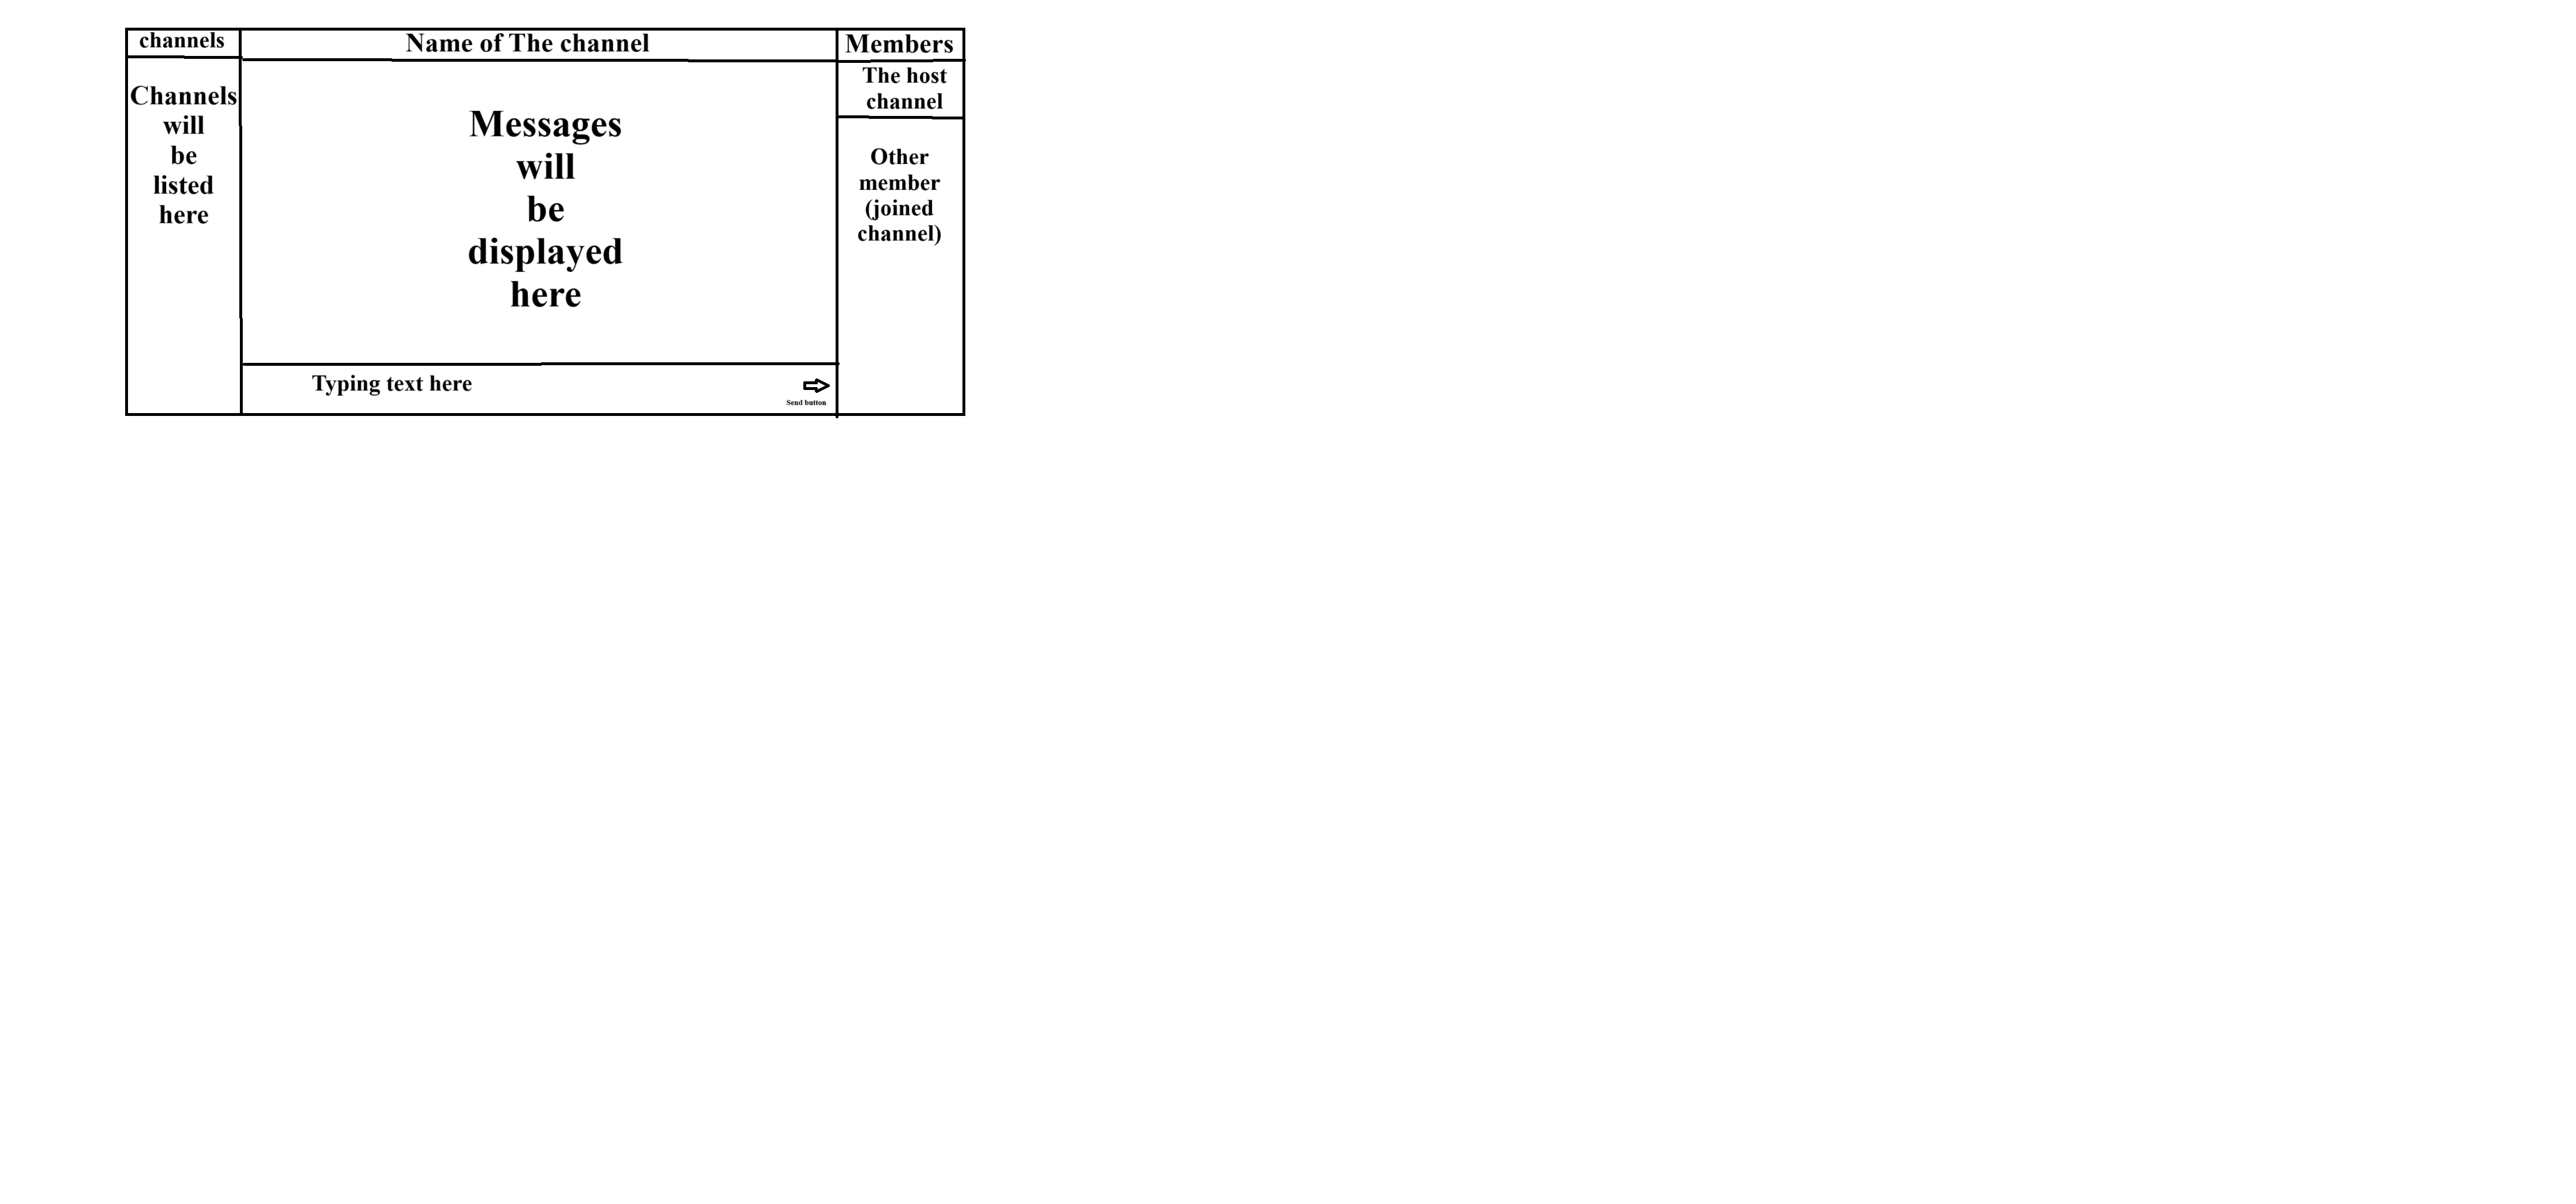 channels
Name of The channel
Members
Channels
will
be
listed
here
Messages
will
be
displayed
here
The host
channel
Other
member
(joined
channel)
Typing text here
Send button